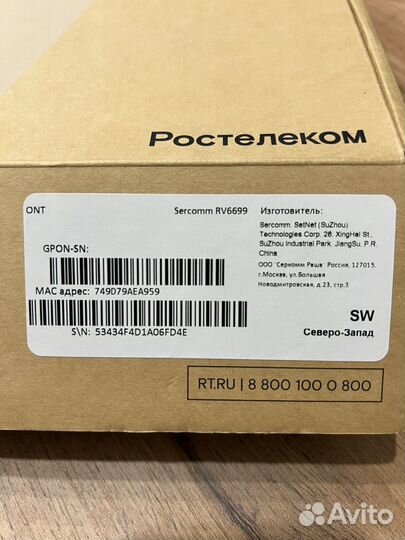 Ростелеком
ONT Sercomm RV6699
GPON-SN:
MAC адрес: 749D79AEA959
S\N: 53434F4D1A06FD4E
Изготовитель:
Sercomm. SetNet (SuZhou)
Technologies Corp. 26, XingHai St.,
SuZhou Industrial Park, JiangSu, P.R.
China
ООО "Серкомм Раша" Россия, 127015,
г.Москва, ул.Большая
Новодмитровская, д.23, стр.3
SW
Северо-Запад
RT.RU | 8 800 100 0 800
Avito